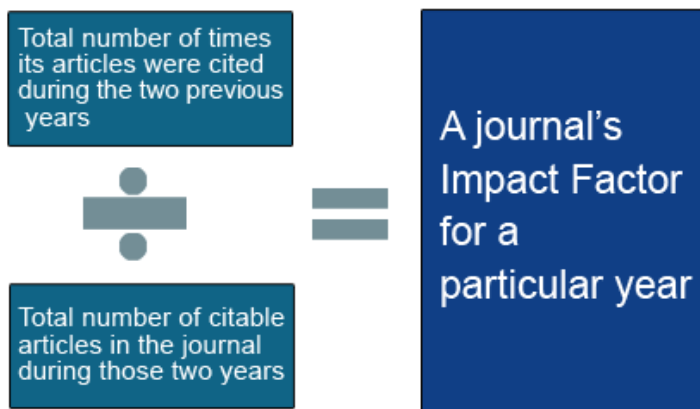 Total number of times
its articles were cited
during the two previous
years
Total number of citable
articles in the journal
during those two years
A journal's
Impact Factor
for a
particular year